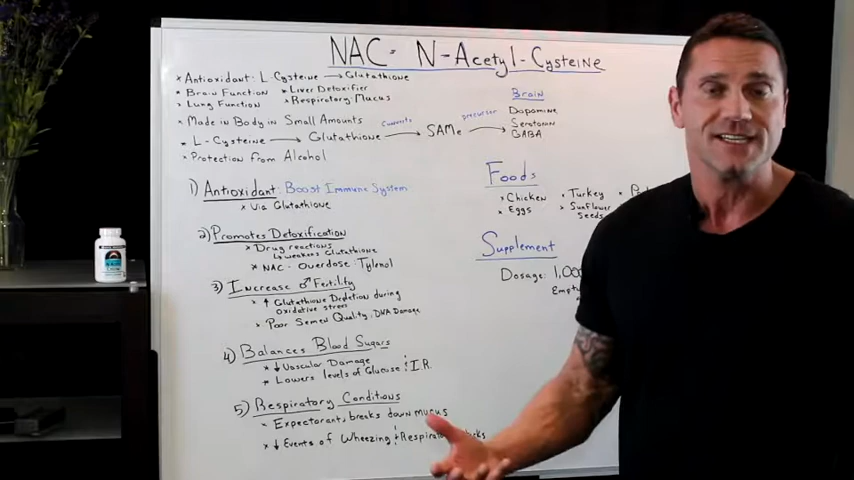 NAC - N-Acetyl-Cysteine
* Antioxidant: L Cysteine → Glutathione
* Brain Function * Liver Detoxifier
* Lung Function * Respiratory Mucus
* Made in Body in Small Amounts
* L-Cysteine → Glutathione converts → SAMe precursor →
Brain
Dopamine
Serotonin
GABA
* Protection from Alcohol
1) Antioxidant: Boost Immune System
* Via Glutathione
2) Promotes Detoxification
* Drug reactions
↳ weakens Glutathione
* NAC - Overdose: Tylenol
3) Increase ♂ Fertility
* ↑ Glutathione Depletion during
oxidative stress
* Poor Semen Quality, DNA Damage
4) Balances Blood Sugars
* ↓ Vascular Damage
* Lowers levels of Glucose & I.R.
5) Respiratory Conditions
* Expectorant, breaks down mucus
* ↓ Events of Wheezing &
Foods
* Chicken * Turkey
* Eggs * Sunflower
Seeds
Supplement
Dosage: